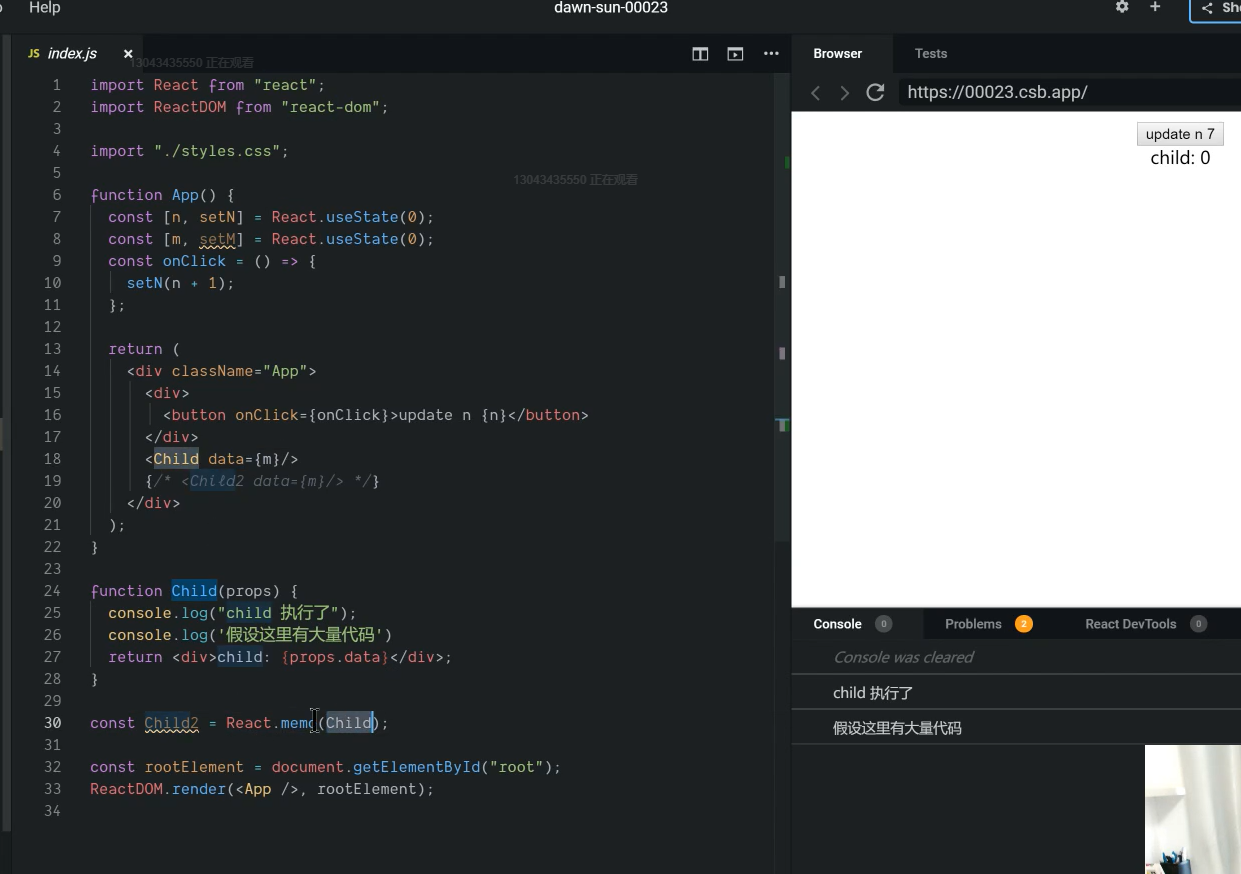 Help
dawn-sun-00023
Sh
JS index.js
13043435550 正在观看
Browser
Tests
https://00023.csb.app/
update n 7
child: 0
13043435550 正在观看
1 import React from "react";
2 import ReactDOM from "react-dom";
3
4 import "./styles.css";
5
6 function App() {
7 const [n, setN] = React.useState(0);
8 const [m, setM] = React.useState(0);
9 const onClick = () => {
10 setN(n + 1);
11 };
12
13 return (
14 <div className="App">
15 <div>
16 <button onClick={onClick}>update n {n}</button>
17 </div>
18 <Child data={m}/>
19 {/* <Child2 data={m}/> */}
20 </div>
21 );
22 }
23
24 function Child(props) {
25 console.log("child 执行了");
26 console.log('假设这里有大量代码')
27 return <div>child: {props.data}</div>;
28 }
29
30 const Child2 = React.memo(Child);
31
32 const rootElement = document.getElementById("root");
33 ReactDOM.render(<App />, rootElement);
34
Console 0
Problems 2
React DevTools 0
Console was cleared
child 执行了
假设这里有大量代码